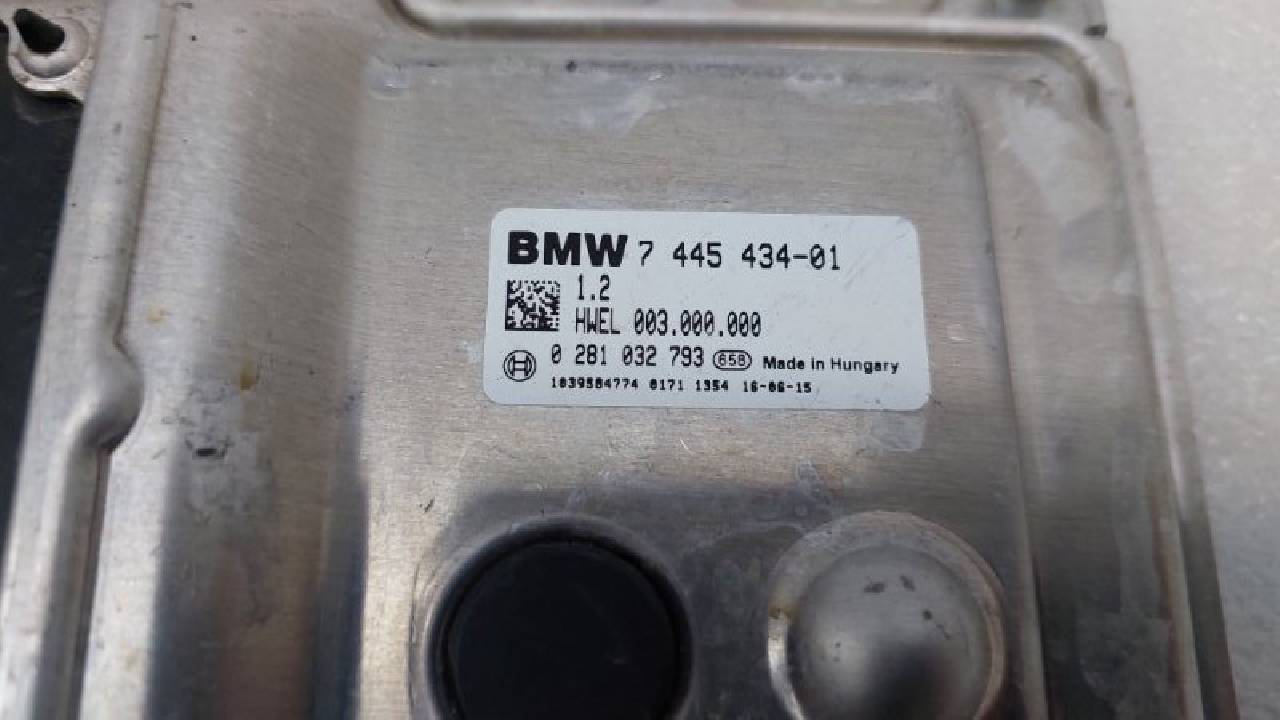 BMW 7 445 434-01
1.2
HWEL 003.000.000
0 281 032 793 658 Made in Hungary
1039S84774 0171 1354 16-06-15